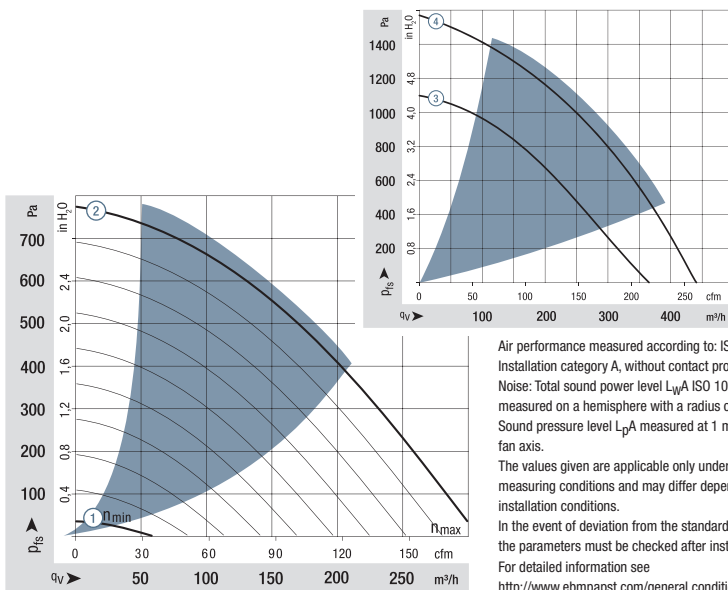 Pa
in H2O
1400
1200
1000
800
600
400
200
4,8
4,0
3,2
2,4
1,6
0,8
4
3
pfs
0 50 100 150 200 250 cfm
qV 100 200 300 400 m³/h
Pa
in H2O
700
600
500
400
300
200
100
2,4
2,0
1,6
1,2
0,8
0,4
2
1
nmin
nmax
pfs
0 30 60 90 120 150 cfm
qV 50 100 150 200 250 m³/h
Air performance measured according to: IS
Installation category A, without contact pro
Noise: Total sound power level LWA ISO 10
measured on a hemisphere with a radius o
Sound pressure level LpA measured at 1 m
fan axis.
The values given are applicable only under
measuring conditions and may differ depe
installation conditions.
In the event of deviation from the standard
the parameters must be checked after inst
For detailed information see
http://www.ebmpapst.com/general conditi